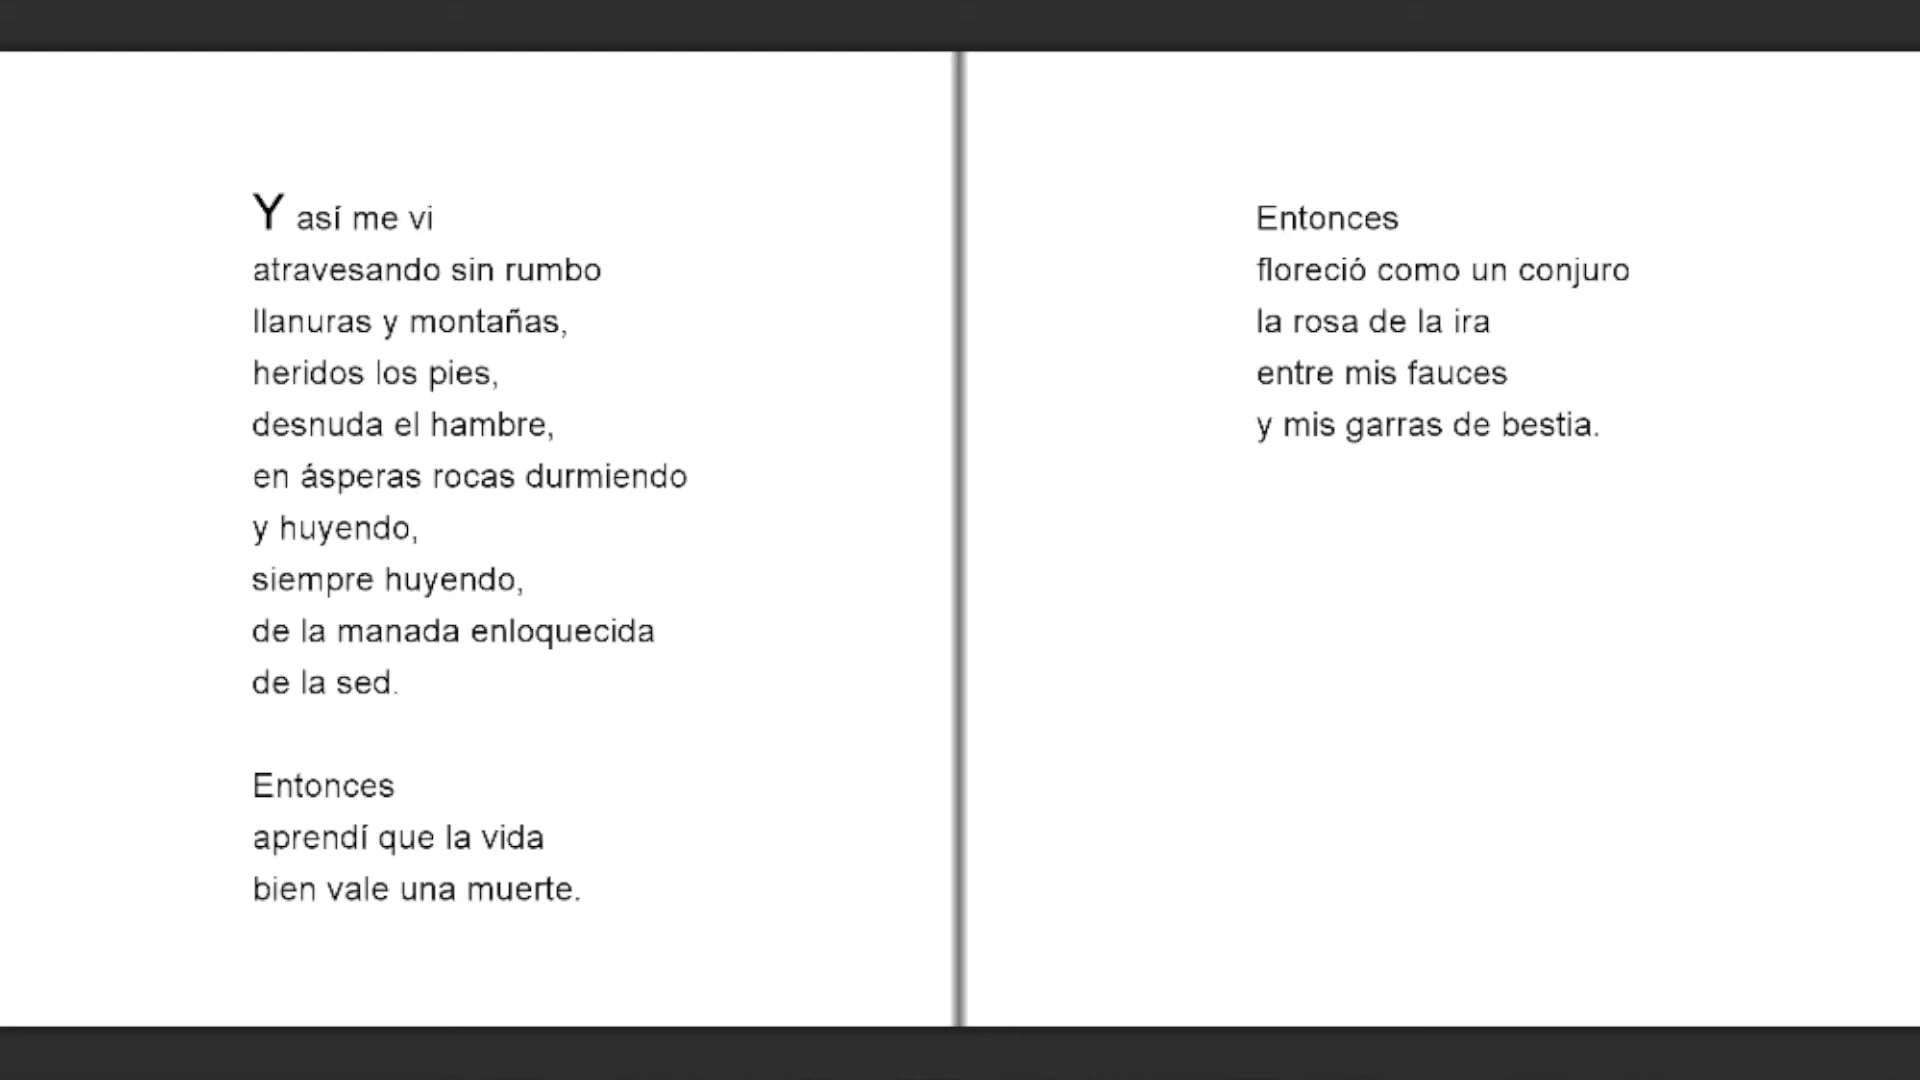 Y así me vi
atravesando sin rumbo
llanuras y montañas,
heridos los pies,
desnuda el hambre,
en ásperas rocas durmiendo
y huyendo,
siempre huyendo,
de la manada enloquecida
de la sed.
Entonces
aprendí que la vida
bien vale una muerte.
Entonces
floreció como un conjuro
la rosa de la ira
entre mis fauces
y mis garras de bestia.